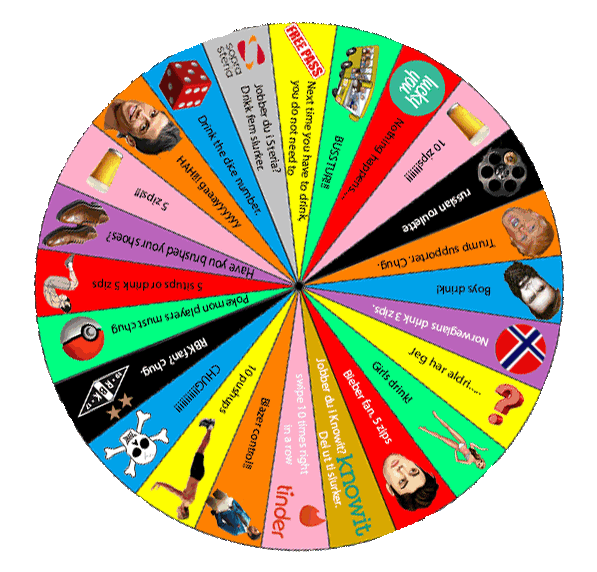 FREE PASS
Next time you have to drink,
you do not need to
BUSSTUR!!
lucky
you
Nothing happens....
10 zips!!!!!!
russian roulette
Trump supporter. Chug.
Boys drink!
Norwegians drink 3 zips.
Jeg har aldri.....
?
Girls drink!
Bieber fan. 5 zips
Jobber du i Knowit?
Del ut ti slurker.
knowit
swipe 10 times right
in a row
tinder
Blazer control!!
10 pushups
CHUG!!!!!!!!!!!
RBK fan? chug.
Poke mon players must chug
5 situps or drink 5 zips
Have you brushed your shoes?
5 zips!!
HAH!! gaaayyyyyy
Drink the dice number.
sopra
steria
Jobber du i Steria?
Drikk fem slurker.